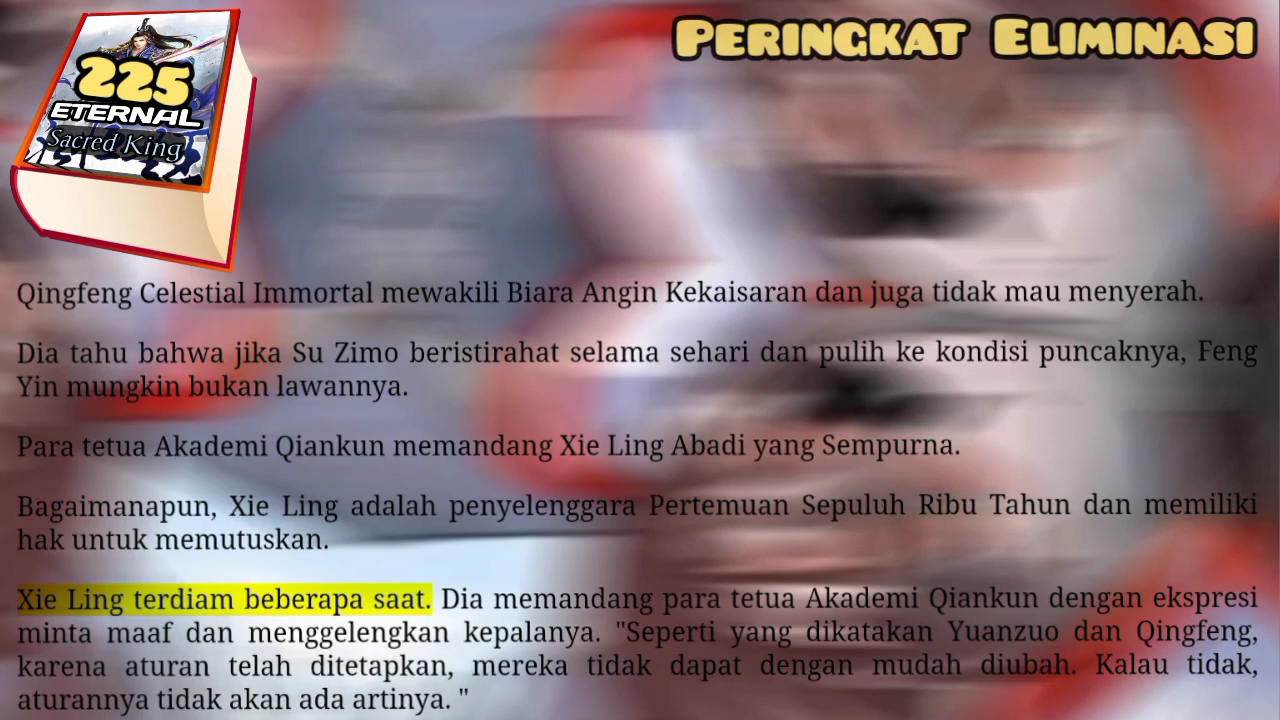 PERINGKAT ELIMINASI
225
ETERNAL
Sacred King
Qingfeng Celestial Immortal mewakili Biara Angin Kekaisaran dan juga tidak mau menyerah.
Dia tahu bahwa jika Su Zimo beristirahat selama sehari dan pulih ke kondisi puncaknya, Feng
Yin mungkin bukan lawannya.
Para tetua Akademi Qiankun memandang Xie Ling Abadi yang Sempurna.
Bagaimanapun, Xie Ling adalah penyelenggara Pertemuan Sepuluh Ribu Tahun dan memiliki
hak untuk memutuskan.
Xie Ling terdiam beberapa saat. Dia memandang para tetua Akademi Qiankun dengan ekspresi
minta maaf dan menggelengkan kepalanya. "Seperti yang dikatakan Yuanzuo dan Qingfeng,
karena aturan telah ditetapkan, mereka tidak dapat dengan mudah diubah. Kalau tidak,
aturannya tidak akan ada artinya. "